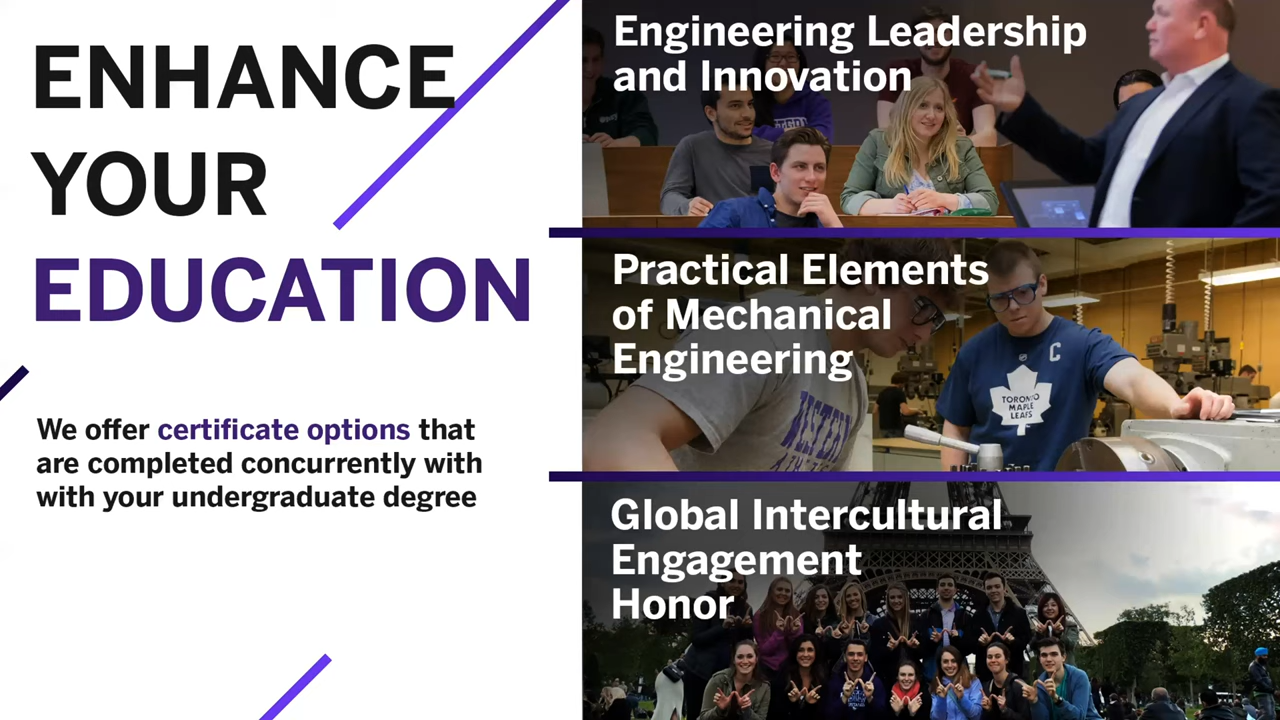 ENHANCE
YOUR
EDUCATION
We offer certificate options that
are completed concurrently with
with your undergraduate degree
Engineering Leadership
and Innovation
Practical Elements
of Mechanical
Engineering
WESTERN
C
TORONTO
MAPLE
LEAFS
Global Intercultural
Engagement
Honor